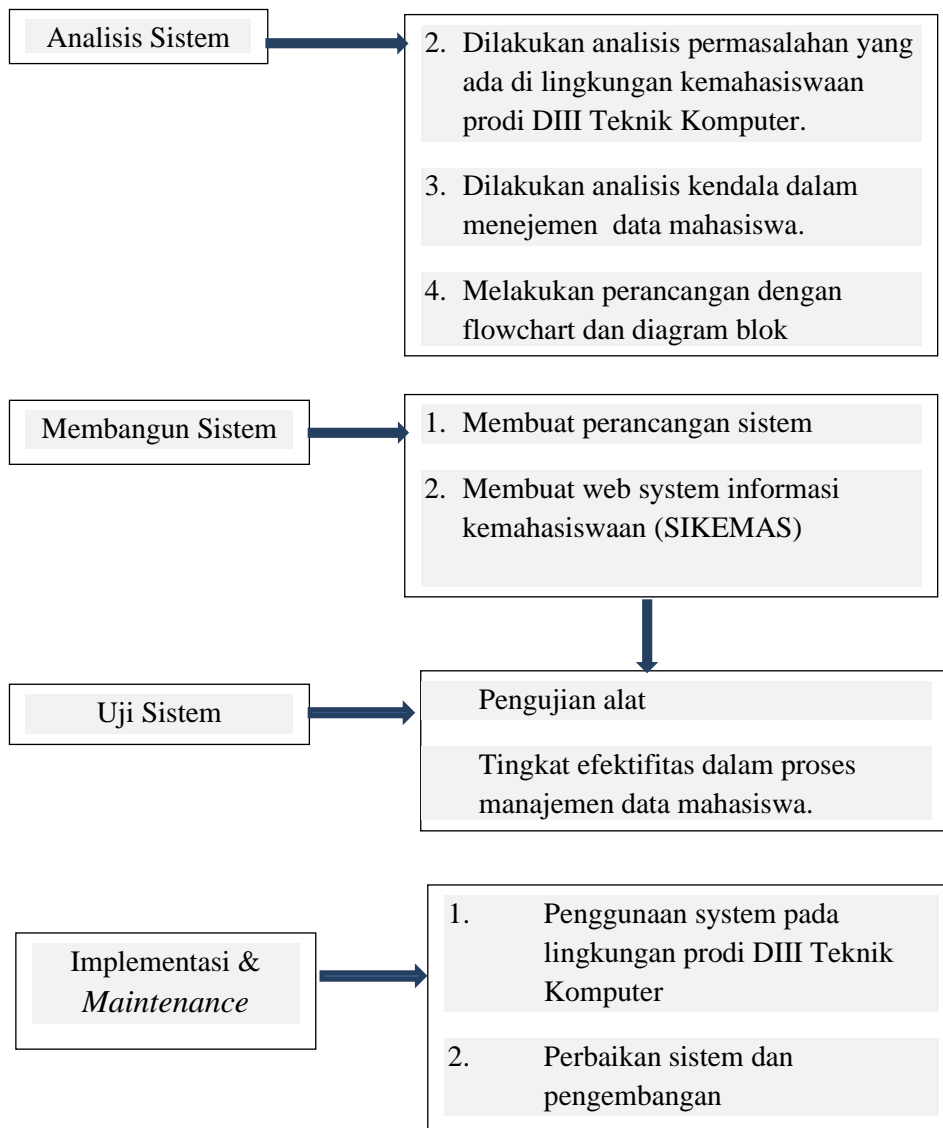 Analisis Sistem
2. Dilakukan analisis permasalahan yang
ada di lingkungan kemahasiswaan
prodi DIII Teknik Komputer.
3. Dilakukan analisis kendala dalam
menejemen data mahasiswa.
4. Melakukan perancangan dengan
flowchart dan diagram blok
Membangun Sistem
1. Membuat perancangan sistem
2. Membuat web system informasi
kemahasiswaan (SIKEMAS)
Uji Sistem
Pengujian alat
Tingkat efektifitas dalam proses
manajemen data mahasiswa.
Implementasi &
Maintenance
1. Penggunaan system pada
lingkungan prodi DIII Teknik
Komputer
2. Perbaikan sistem dan
pengembangan